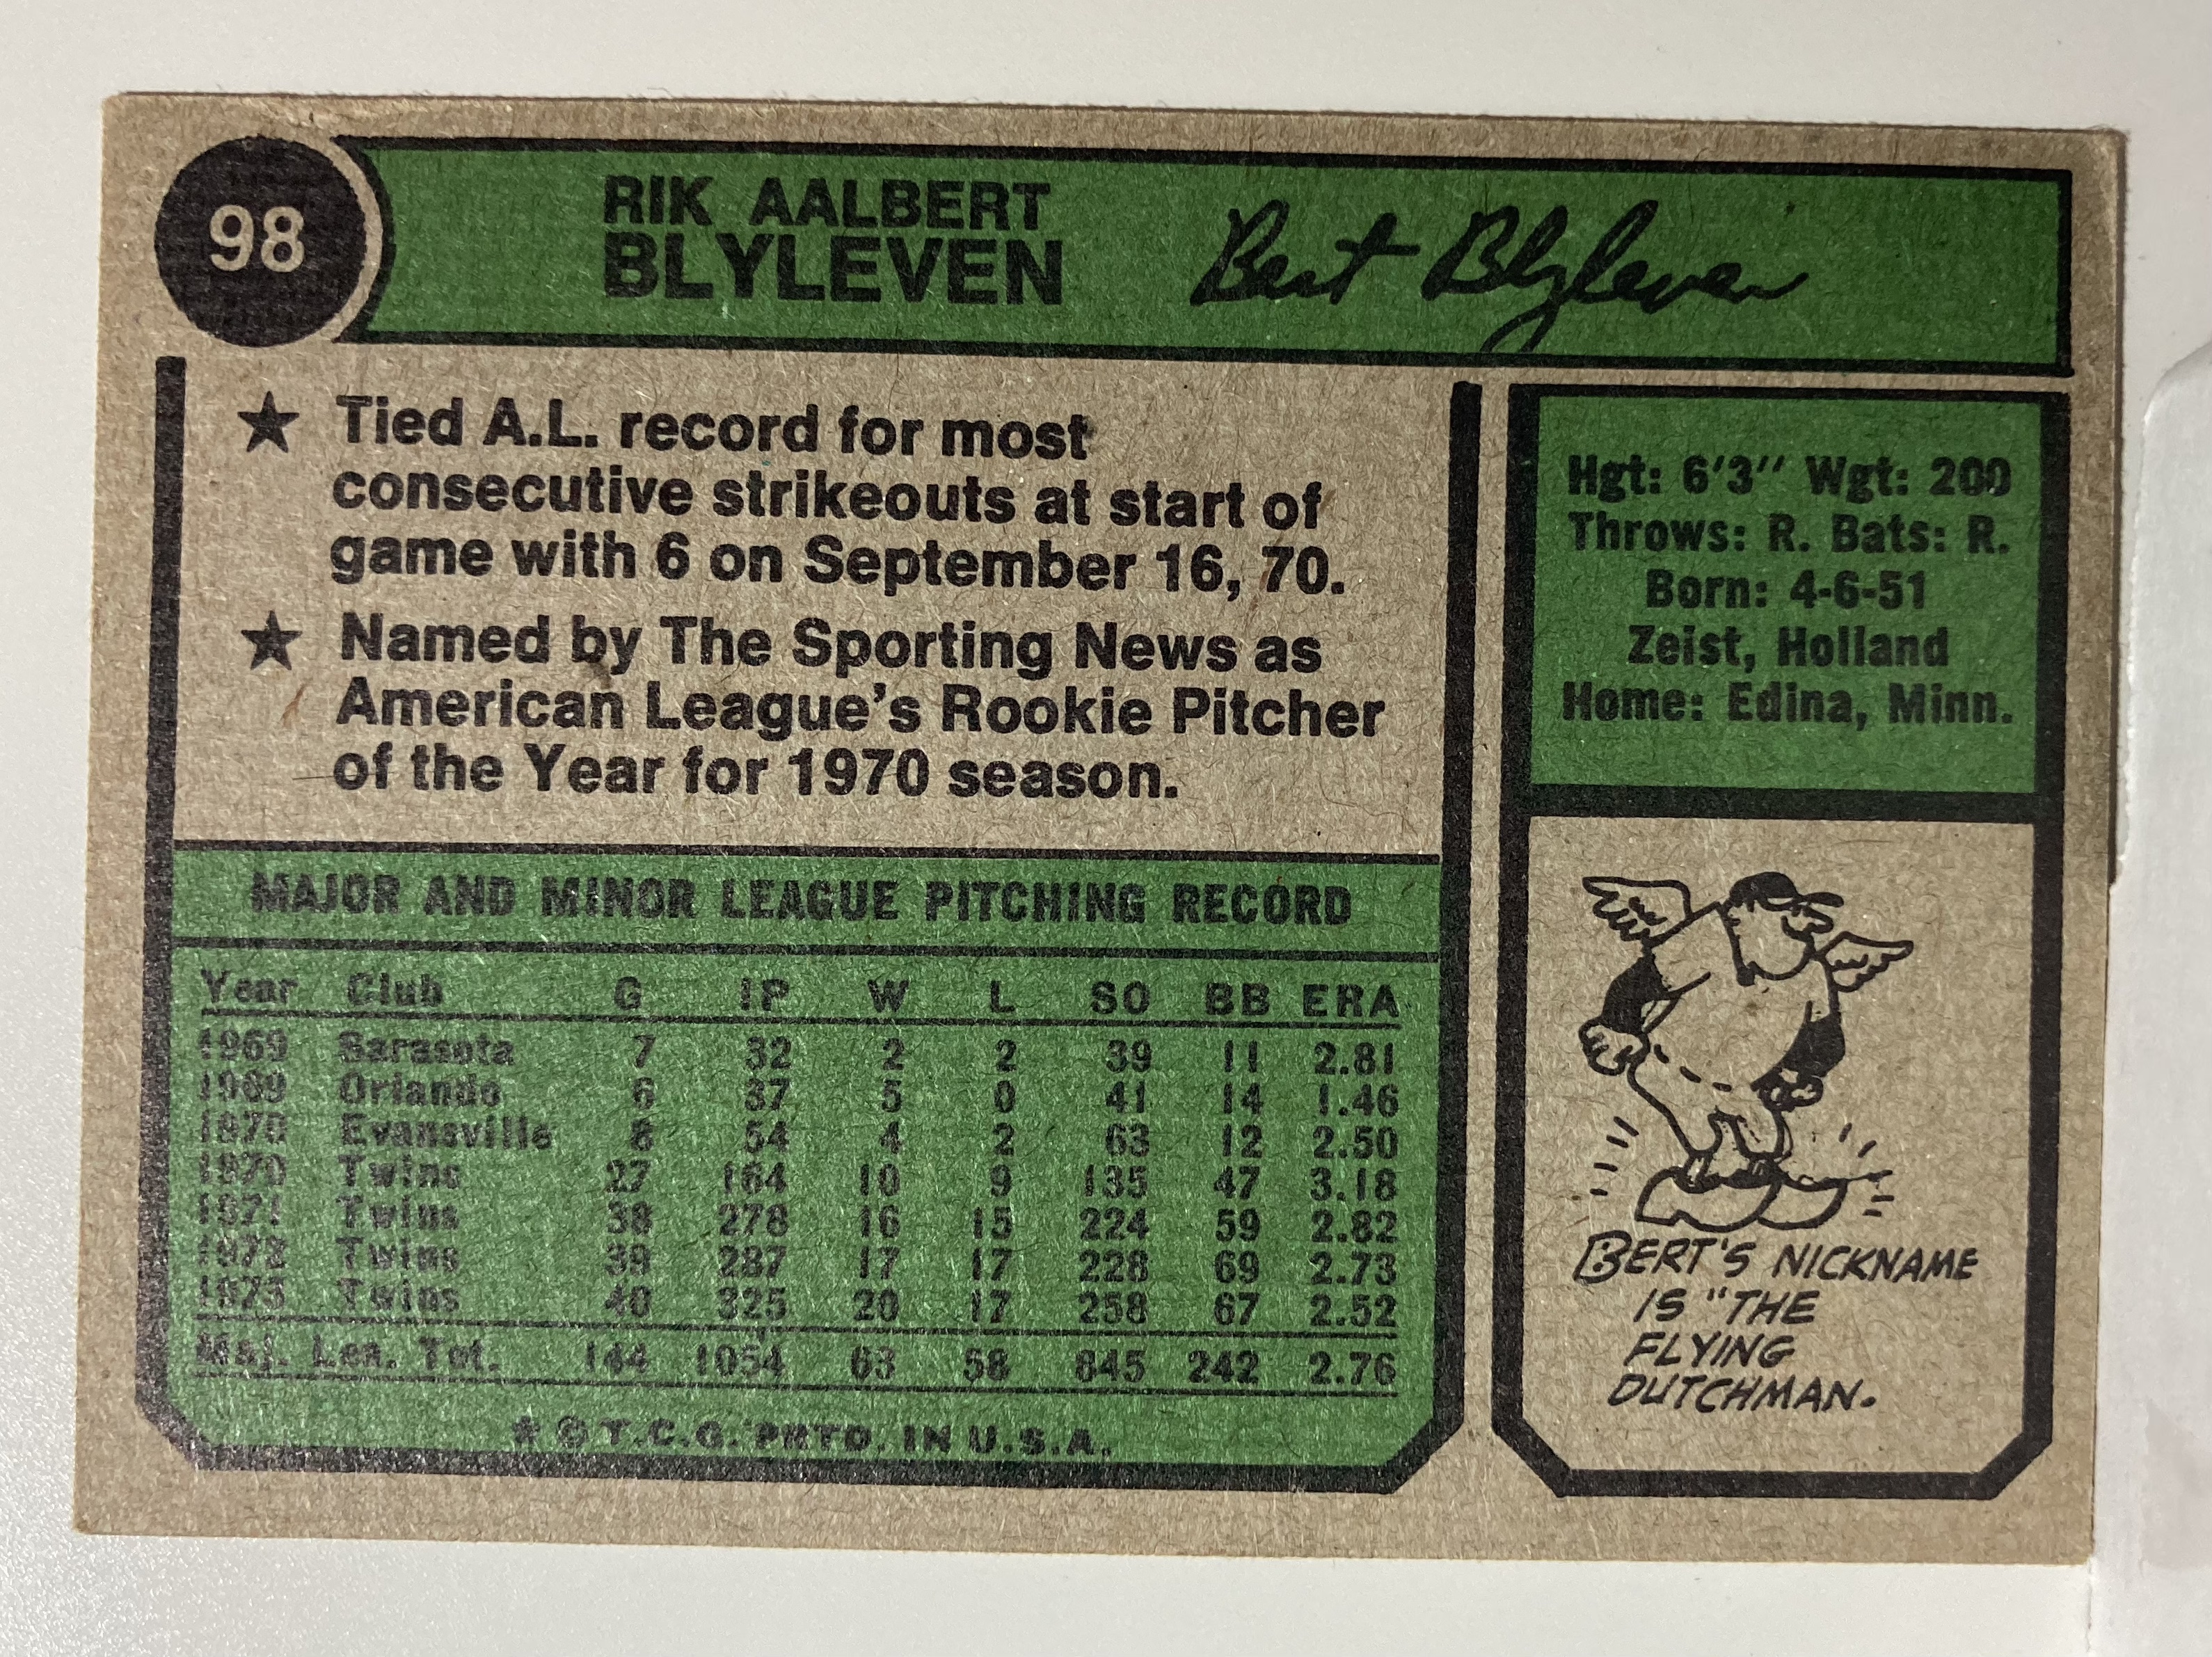 98
RIK AALBERT
BLYLEVEN
Bert Blyleven
★ Tied A.L. record for most
consecutive strikeouts at start of
game with 6 on September 16, 70.
★ Named by The Sporting News as
American League's Rookie Pitcher
of the Year for 1970 season.
Hgt: 6'3" Wgt: 200
Throws: R. Bats: R.
Born: 4-6-51
Zeist, Holland
Home: Edina, Minn.
MAJOR AND MINOR LEAGUE PITCHING RECORD
Year Club G IP W L SO BB ERA
1969 Sarasota 7 32 2 2 39 11 2.81
1969 Orlando 6 37 5 0 41 14 1.46
1970 Evansville 8 54 4 2 63 12 2.50
1970 Twins 27 164 10 9 135 47 3.18
1971 Twins 38 278 16 15 224 59 2.82
1972 Twins 39 287 17 17 228 69 2.73
1973 Twins 40 325 20 17 258 67 2.52
Maj. Lea. Tot. 144 1054 63 58 845 242 2.76
* © T.C.G. PRTD. IN U.S.A.
BERT'S NICKNAME
IS "THE
FLYING
DUTCHMAN.